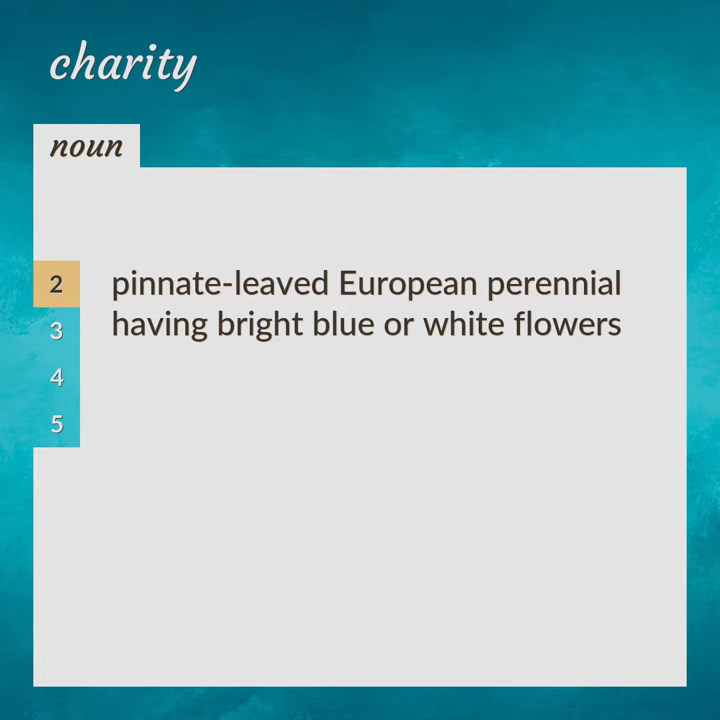 charity
noun
2 pinnate-leaved European perennial
having bright blue or white flowers
3
4
5